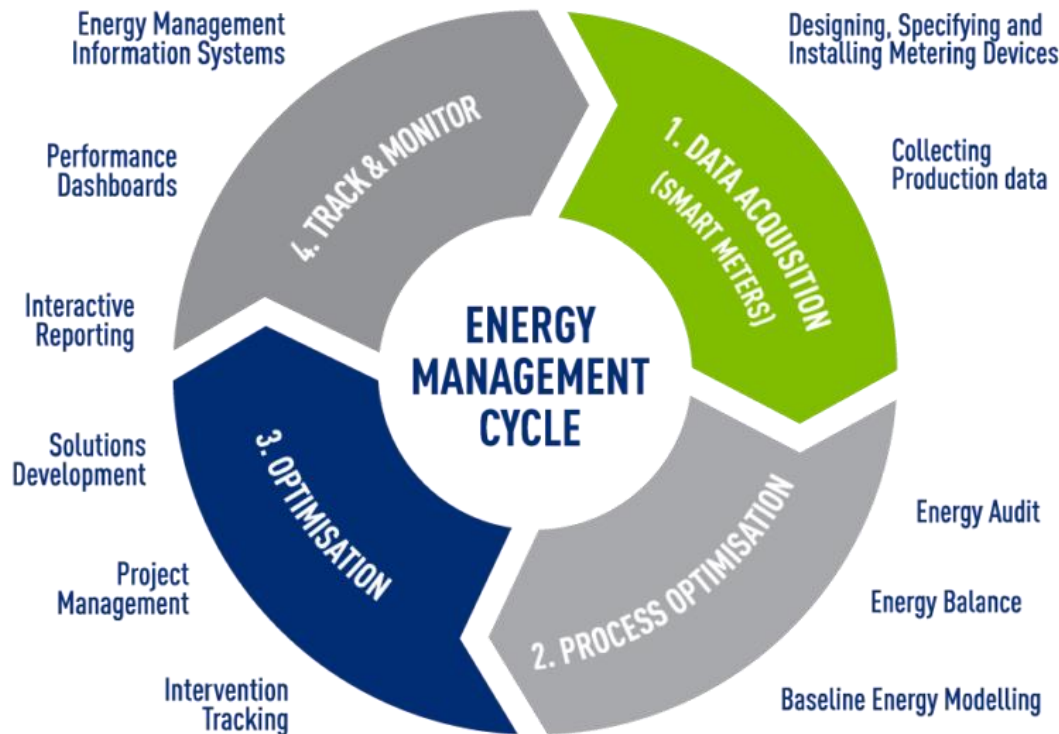 Energy Management
Information Systems
Performance
Dashboards
Interactive
Reporting
Solutions
Development
Project
Management
Intervention
Tracking
4. TRACK & MONITOR
1. DATA ACQUISITION
(SMART METERS)
ENERGY
MANAGEMENT
CYCLE
3. OPTIMISATION
2. PROCESS OPTIMISATION
Designing, Specifying and
Installing Metering Devices
Collecting
Production data
Energy Audit
Energy Balance
Baseline Energy Modelling